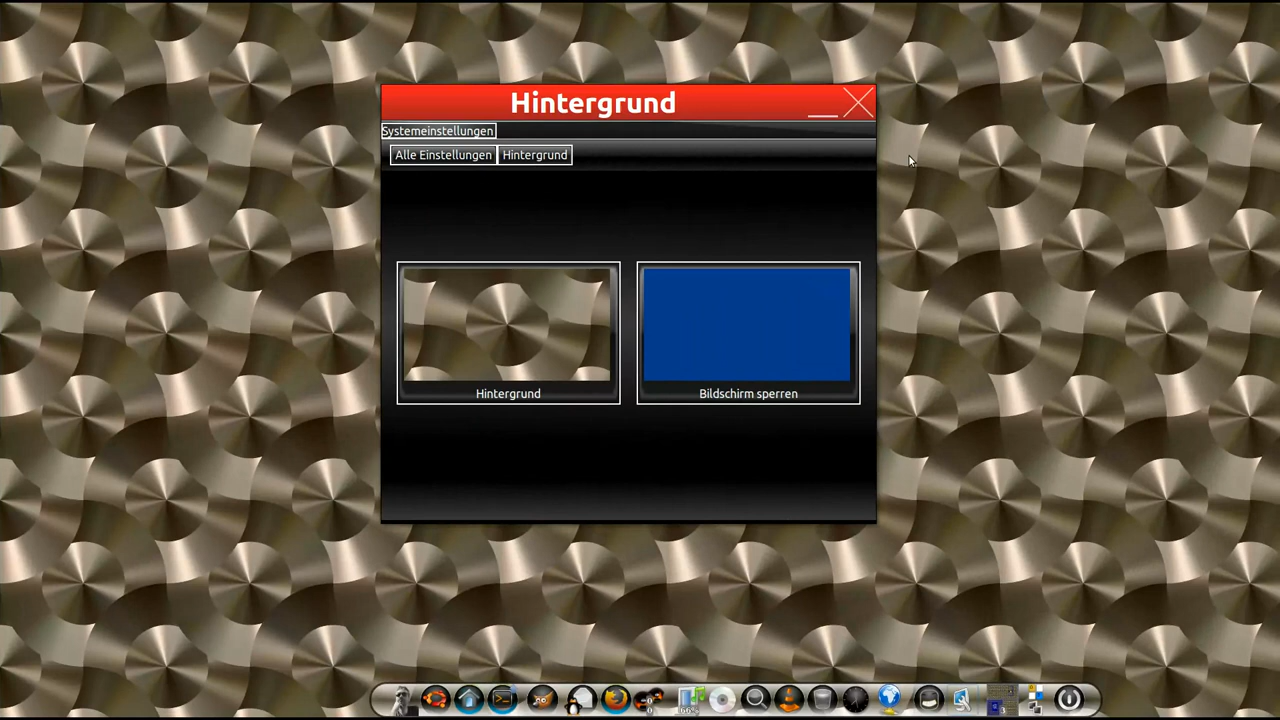 Hintergrund
Systemeinstellungen
Alle Einstellungen Hintergrund
Hintergrund Bildschirm sperren